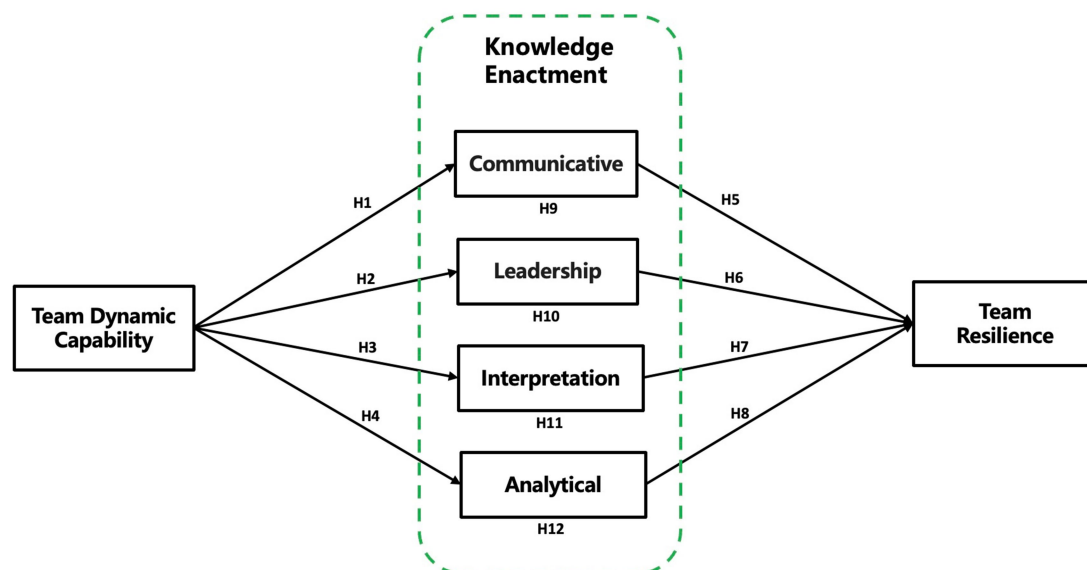 Knowledge
Enactment
Communicative
H9
H1
H5
Leadership
H10
H2
H6
Team Dynamic
Capability
Team
Resilience
H3
H7
Interpretation
H11
H4
H8
Analytical
H12